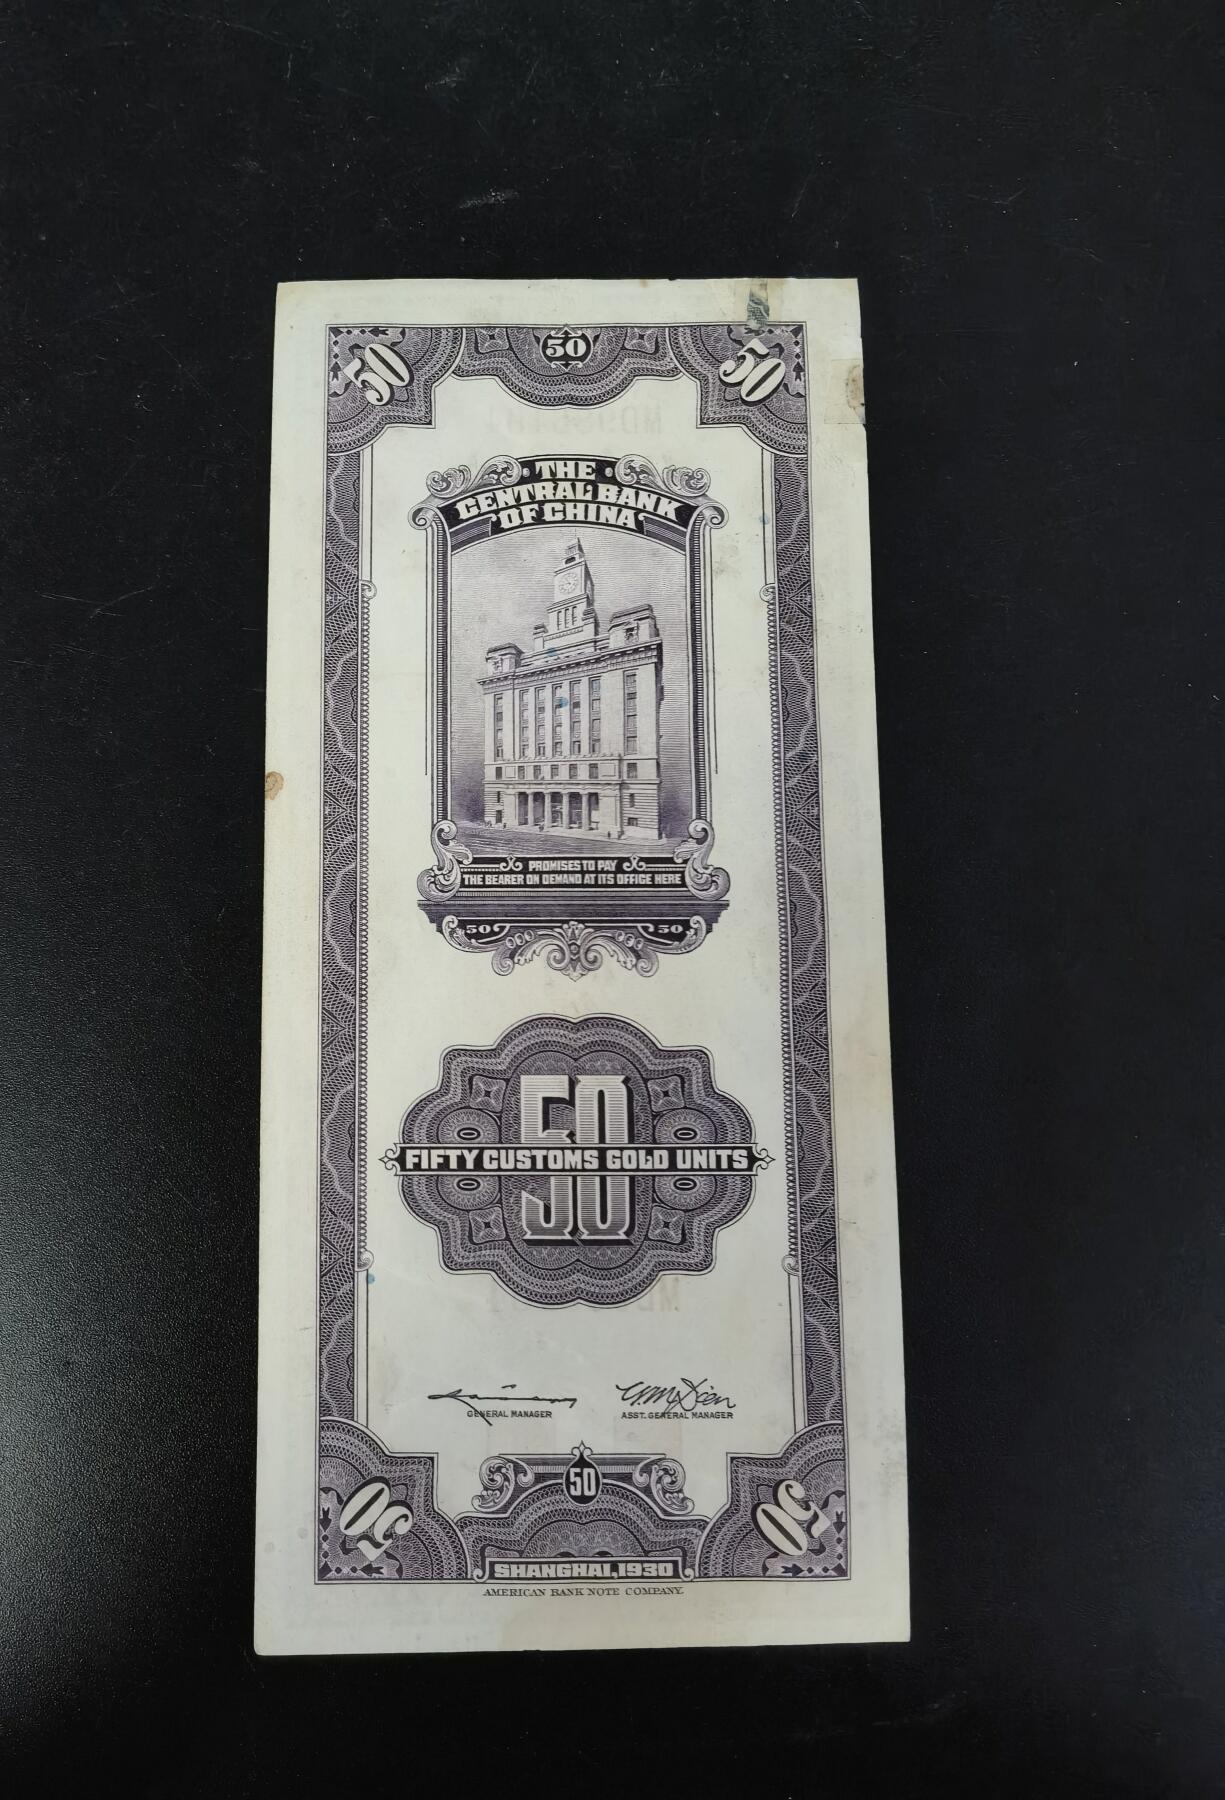 50
50
50
THE
CENTRAL BANK
OF CHINA
PROMISES TO PAY
THE BEARER ON DEMAND AT ITS OFFICE HERE
50
50
50
FIFTY CUSTOMS GOLD UNITS
50
GENERAL MANAGER
ASST. GENERAL MANAGER
50
50
50
SHANGHAI, 1930
AMERICAN BANK NOTE COMPANY.